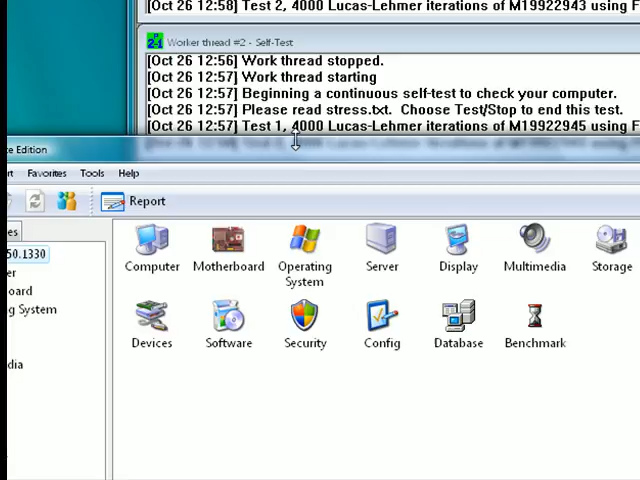 [Oct 26 12:58] Test 2, 4000 Lucas-Lehmer iterations of M19922943 using F
Worker thread #2 - Self-Test
[Oct 26 12:56] Work thread stopped.
[Oct 26 12:57] Work thread starting
[Oct 26 12:57] Beginning a continuous self-test to check your computer.
[Oct 26 12:57] Please read stress.txt. Choose Test/Stop to end this test.
[Oct 26 12:57] Test 1, 4000 Lucas-Lehmer iterations of M19922945 using F
te Edition
rt Favorites Tools Help
Report
es
50.1330
er
oard
g System
dia
Computer Motherboard Operating System Server Display Multimedia Storage
Devices Software Security Config Database Benchmark